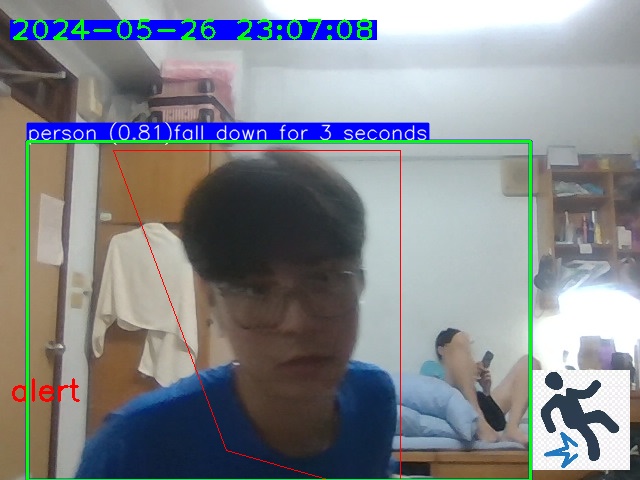 2024-05-26 23:07:08
person (0.81)fall down for 3 seconds
alert